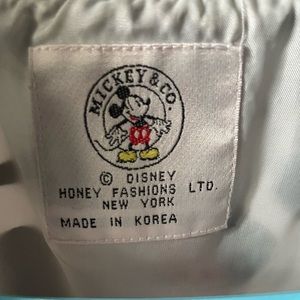 MICKEY & CO.
© DISNEY
HONEY FASHIONS LTD.
NEW YORK
MADE IN KOREA